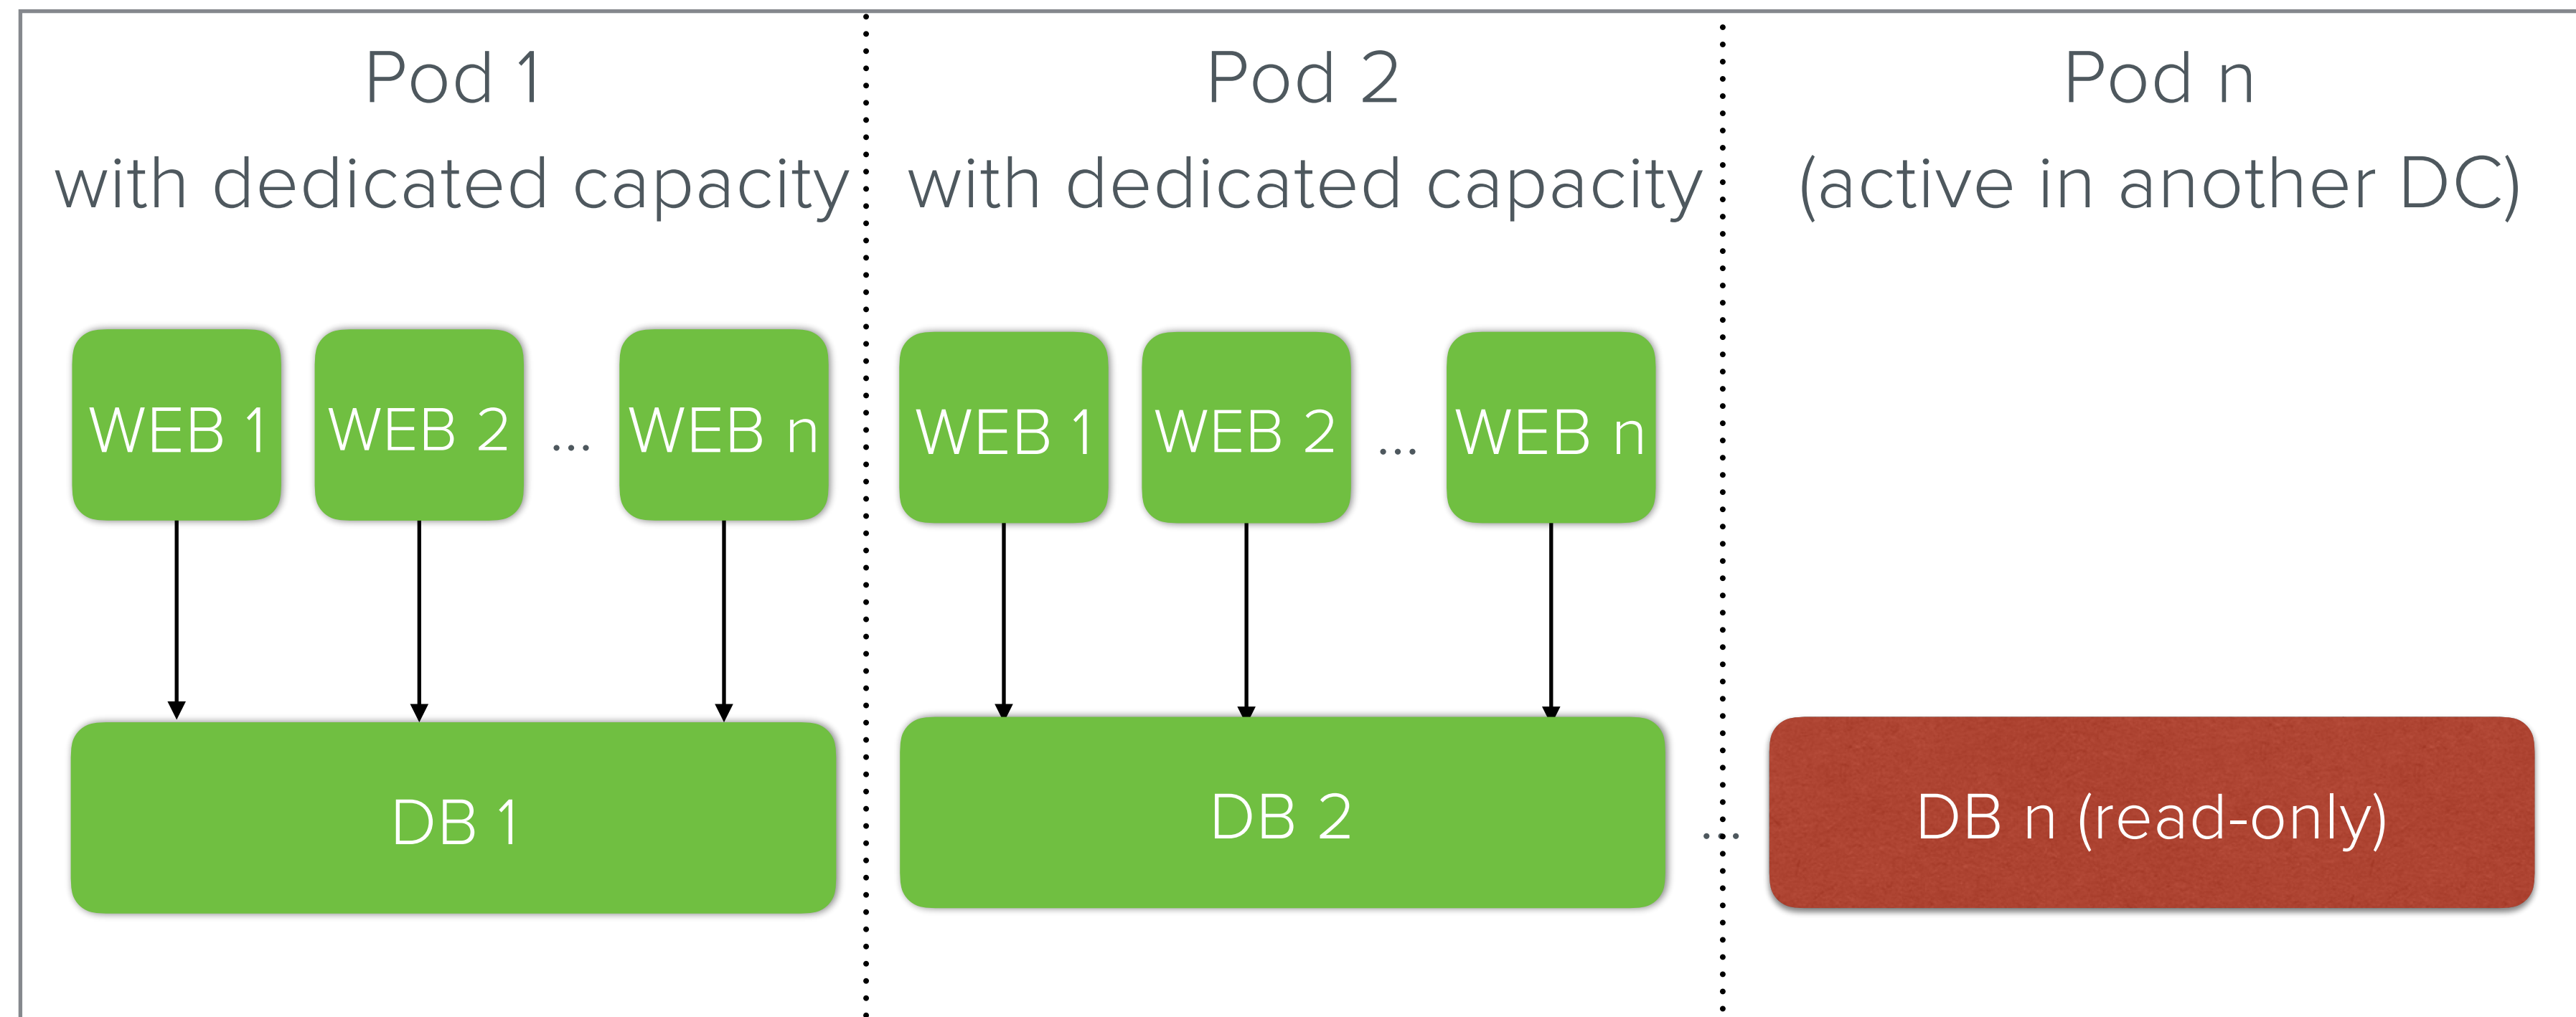 Pod 1
with dedicated capacity
Pod 2
with dedicated capacity
Pod n
(active in another DC)
WEB 1
WEB 2
...
WEB n
WEB 1
WEB 2
...
WEB n
DB 1
DB 2
...
DB n (read-only)